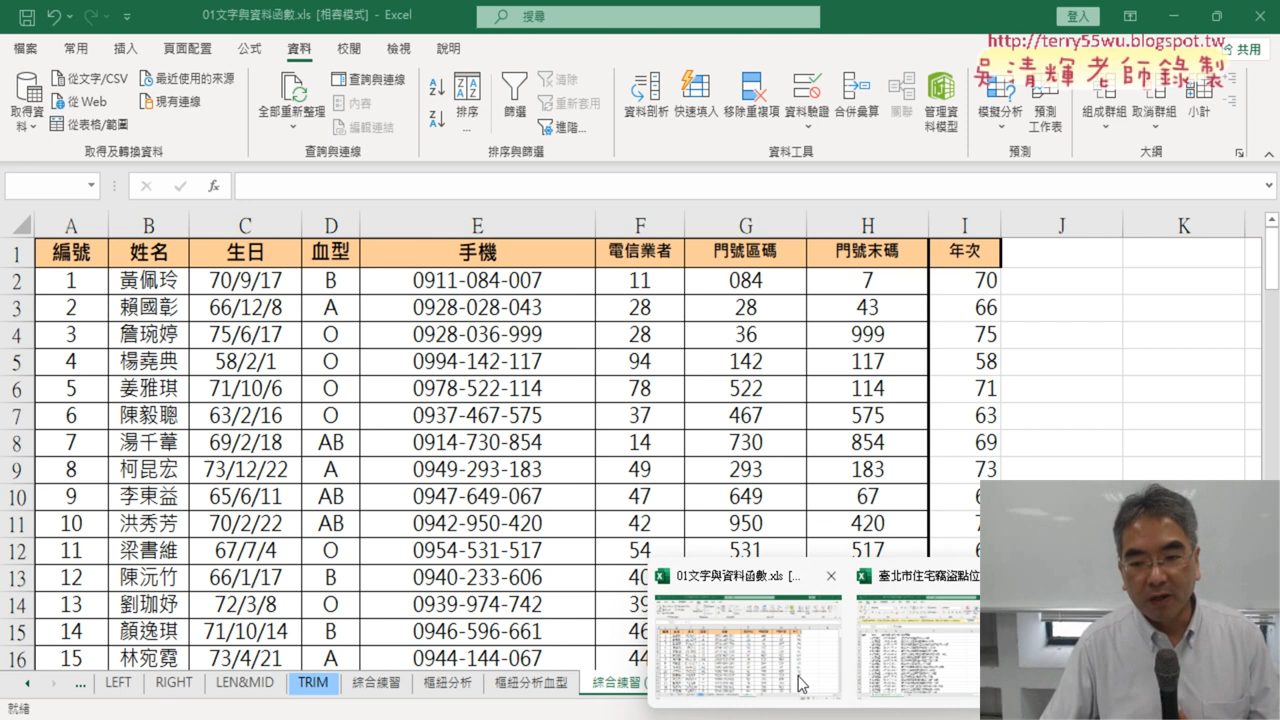 01文字與資料函數.xls [相容模式] - Excel
搜尋
登入
http://terry55wu.blogspot.tw
吳清輝老師錄製
檔案 常用 插入 頁面配置 公式 資料 校閱 檢視 說明 共用
取得資料
從文字/CSV
從 Web
從表格/範圍
最近使用的來源
現有連線
取得及轉換資料
全部重新整理
查詢與連線
內容
編輯連結
查詢與連線
排序...
篩選
清除
重新套用
進階...
排序與篩選
資料剖析 快速填入 移除重複項 資料驗證 合併彙算 關聯 管理資料模型
資料工具
模擬分析 預測工作表
預測
組成群組 取消群組 小計
大綱
fx
A B C D E F G H I J K
1 編號 姓名 生日 血型 手機 電信業者 門號區碼 門號末碼 年次
2 1 黃佩玲 70/9/17 B 0911-084-007 11 084 7 70
3 2 賴國彰 66/12/8 A 0928-028-043 28 28 43 66
4 3 詹琬婷 75/6/17 O 0928-036-999 28 36 999 75
5 4 楊堯典 58/2/1 O 0994-142-117 94 142 117 58
6 5 姜雅琪 71/10/6 O 0978-522-114 78 522 114 71
7 6 陳毅聰 63/2/16 O 0937-467-575 37 467 575 63
8 7 湯千葦 69/2/18 AB 0914-730-854 14 730 854 69
9 8 柯昆宏 73/12/22 A 0949-293-183 49 293 183 73
10 9 李東益 65/6/11 AB 0947-649-067 47 649 67
11 10 洪秀芳 70/2/22 AB 0942-950-420 42 950 420
12 11 梁書維 67/7/4 O 0954-531-517 54 531 517
13 12 陳沅竹 66/1/17 B 0940-233-606
14 13 劉珈妤 72/3/8 O 0939-974-742
15 14 顏逸琪 71/10/14 B 0946-596-661 46
16 15 林宛霓 A 0944-144-067 44
01文字與資料函數.xls [...
臺北市住宅竊盜點位
... LEFT &MID TRIM 樞紐分析 樞紐分析血型 綜合練習
就緒